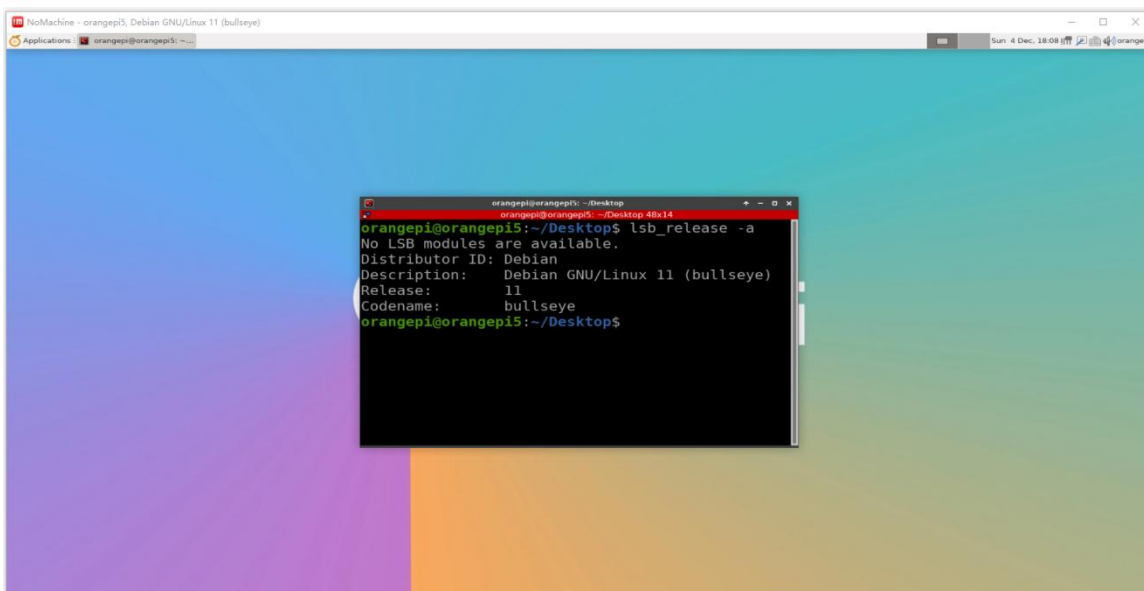 NoMachine - orangepi5, Debian GNU/Linux 11 (bullseye)
Applications : orangepi@orangepi5: ~...
Sun 4 Dec, 18:08 orange
orangepi@orangepi5: ~/Desktop
orangepi@orangepi5: ~/Desktop 48x14
orangepi@orangepi5:~/Desktop$ lsb_release -a
No LSB modules are available.
Distributor ID: Debian
Description: Debian GNU/Linux 11 (bullseye)
Release: 11
Codename: bullseye
orangepi@orangepi5:~/Desktop$